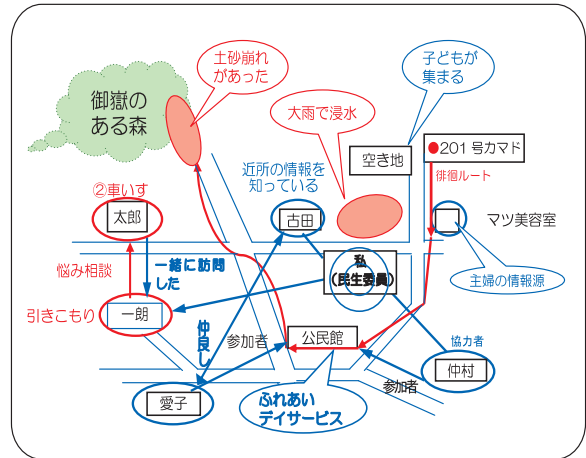 土砂崩れ
があった
子どもが
集まる
御嶽の
ある森
大雨で浸水
空き地
●201号カマド
徘徊ルート
近所の情報を
知っている
②車いす
太郎
古田
マツ美容室
私
(民生委員)
主婦の情報源
悩み相談
一緒に訪問
した
引きこもり
一朗
仲良し
参加者
公民館
協力者
仲村
参加者
愛子
ふれあい
デイサービス